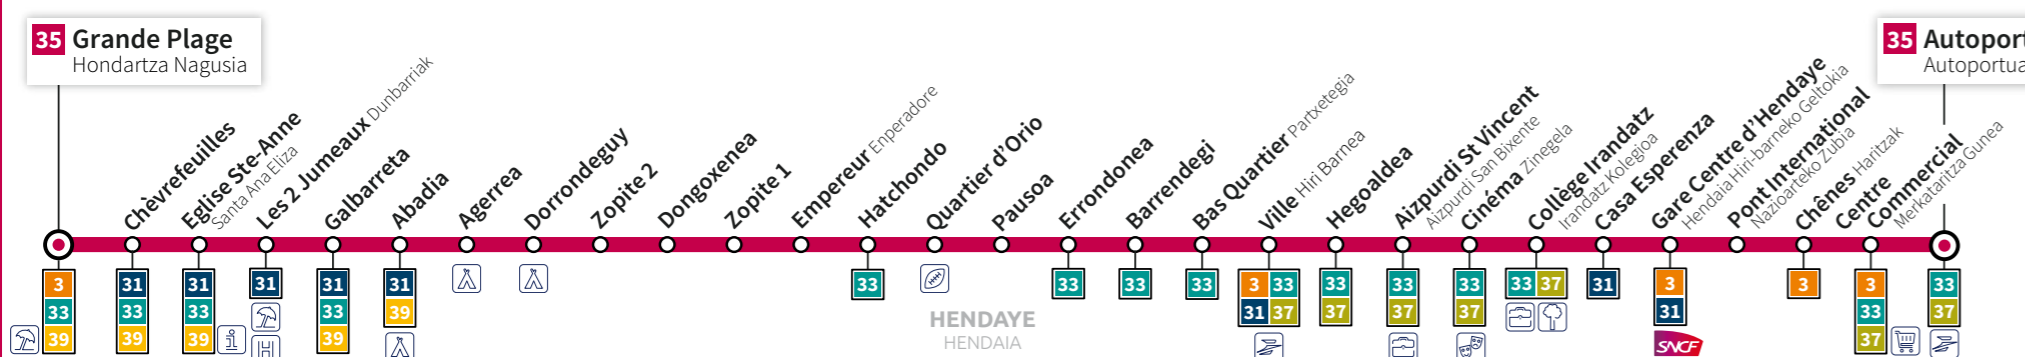 35 Grande Plage
Hondartza Nagusia
35 Autoport
Autoportua
Chèvrefeuilles
Eglise Ste-Anne
Santa Ana Eliza
Les 2 Jumeaux Dunbarriak
Galbarreta
Abadia
Agerrea
Dorrondeguy
Zopite 2
Dongoxenea
Zopite 1
Empereur Enperadore
Hatchondo
Quartier d'Orio
Pausoa
Errondonea
Barrendegi
Bas Quartier Partxetegia
Ville Hiri Barnea
Hegoaldea
Aizpurdi St Vincent
Aizpurdi San Bixente
Cinéma Zinegela
Collège Irandatz
Irandatz Kolegioa
Casa Esperenza
Gare Centre d'Hendaye
Hendaia Hiri-barneko Geltokia
Pont International
Nazioarteko Zubia
Chênes Haritzak
Centre
Commercial
Merkataritza Gunea
3
33
39
31
33
39
31
33
39
i
31
H
31
33
39
31
39
33
33
33
33
3 33
31 37
33
37
33
37
33
37
33 37
31
3
31
SNCF
3
3
33
37
33
37
HENDAYE
HENDAIA